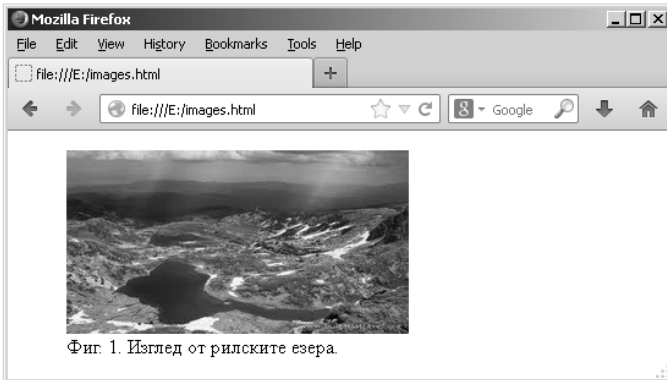 Mozilla Firefox
File Edit View History Bookmarks Tools Help
file:///E:/images.html
file:///E:/images.html Google
Фиг. 1. Изглед от рилските езера.